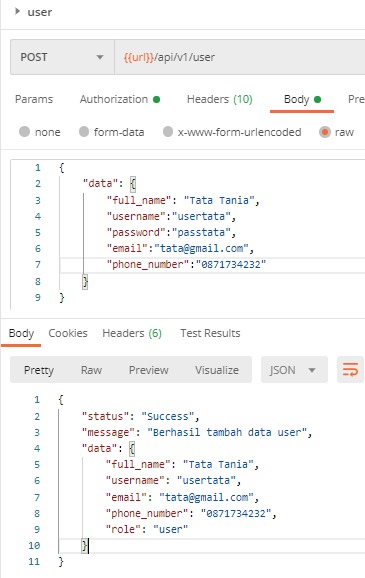 user
POST {{url}}/api/v1/user
Params Authorization Headers (10) Body Pre
none form-data x-www-form-urlencoded raw
1 {
2 "data": {
3 "full_name": "Tata Tania",
4 "username":"usertata",
5 "password":"passtata",
6 "email":"tata@gmail.com",
7 "phone_number":"0871734232"
8 }
9 }
Body Cookies Headers (6) Test Results
Pretty Raw Preview Visualize JSON
1 {
2 "status": "Success",
3 "message": "Berhasil tambah data user",
4 "data": {
5 "full_name": "Tata Tania",
6 "username": "usertata",
7 "email": "tata@gmail.com",
8 "phone_number": "0871734232",
9 "role": "user"
10 }
11 }